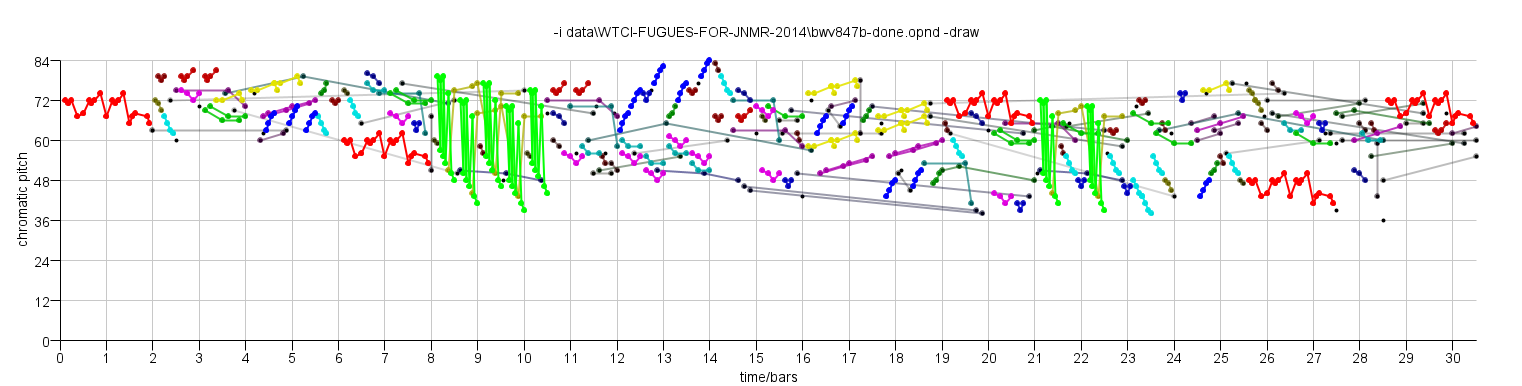 -i data\WTCI-FUGUES-FOR-JNMR-2014\bwv847b-done.opnd -draw
84
72
60
48
36
24
12
0
chromatic pitch
0 1 2 3 4 5 6 7 8 9 10 11 12 13 14 15 16 17 18 19 20 21 22 23 24 25 26 27 28 29 30
time/bars